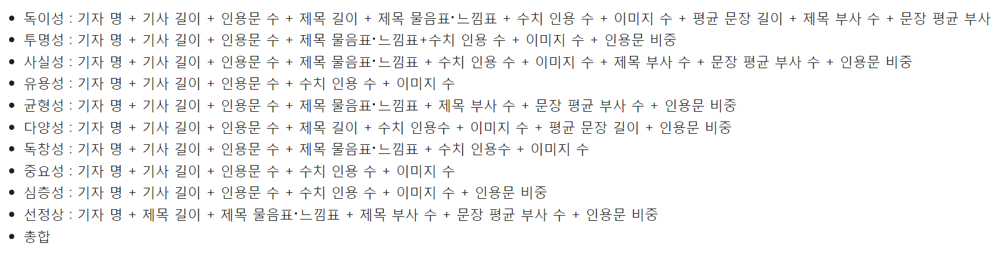 • 독이성 : 기자 명 + 기사 길이 + 인용문 수 + 제목 길이 + 제목 물음표·느낌표 + 수치 인용 수 + 이미지 수 + 평균 문장 길이 + 제목 부사 수 + 문장 평균 부사
• 투명성 : 기자 명 + 기사 길이 + 인용문 수 + 제목 물음표·느낌표+수치 인용 수 + 이미지 수 + 인용문 비중
• 사실성 : 기자 명 + 기사 길이 + 인용문 수 + 제목 물음표·느낌표 + 수치 인용 수 + 이미지 수 + 제목 부사 수 + 문장 평균 부사 수 + 인용문 비중
• 유용성 : 기자 명 + 기사 길이 + 인용문 수 + 수치 인용 수 + 이미지 수
• 균형성 : 기자 명 + 기사 길이 + 인용문 수 + 제목 물음표·느낌표 + 제목 부사 수 + 문장 평균 부사 수 + 인용문 비중
• 다양성 : 기자 명 + 기사 길이 + 인용문 수 + 제목 길이 + 수치 인용수 + 이미지 수 + 평균 문장 길이 + 인용문 비중
• 독창성 : 기자 명 + 기사 길이 + 인용문 수 + 제목 물음표·느낌표 + 수치 인용수 + 이미지 수
• 중요성 : 기자 명 + 기사 길이 + 인용문 수 + 수치 인용 수 + 이미지 수
• 심층성 : 기자 명 + 기사 길이 + 인용문 수 + 수치 인용 수 + 이미지 수 + 인용문 비중
• 선정상 : 기자 명 + 제목 길이 + 제목 물음표·느낌표 + 제목 부사 수 + 문장 평균 부사 수 + 인용문 비중
• 총합